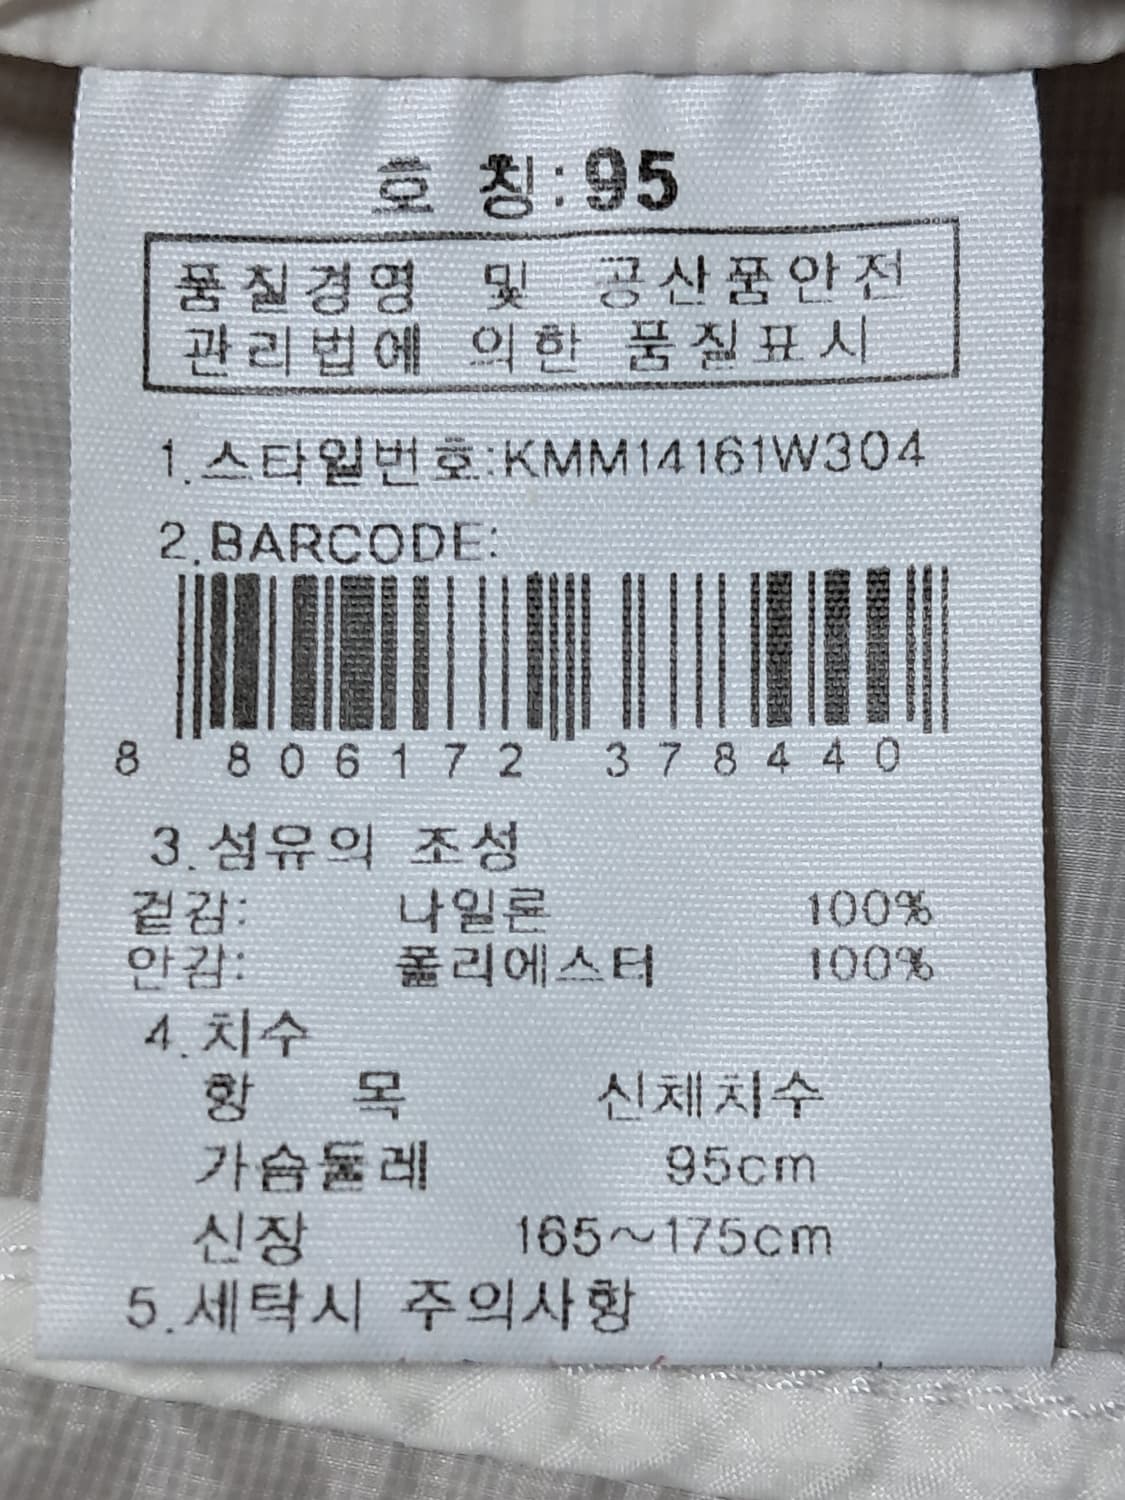 호 칭:95
품질경영 및 공산품안전
관리법에 의한 품질표시
1.스타일번호:KMM14161W304
2.BARCODE:
8 806172 378440
3.섬유의 조성
겉감: 나일론 100%
안감: 폴리에스터 100%
4.치수
항 목 신체치수
가슴둘레 95cm
신장 165~175cm
5.세탁시 주의사항